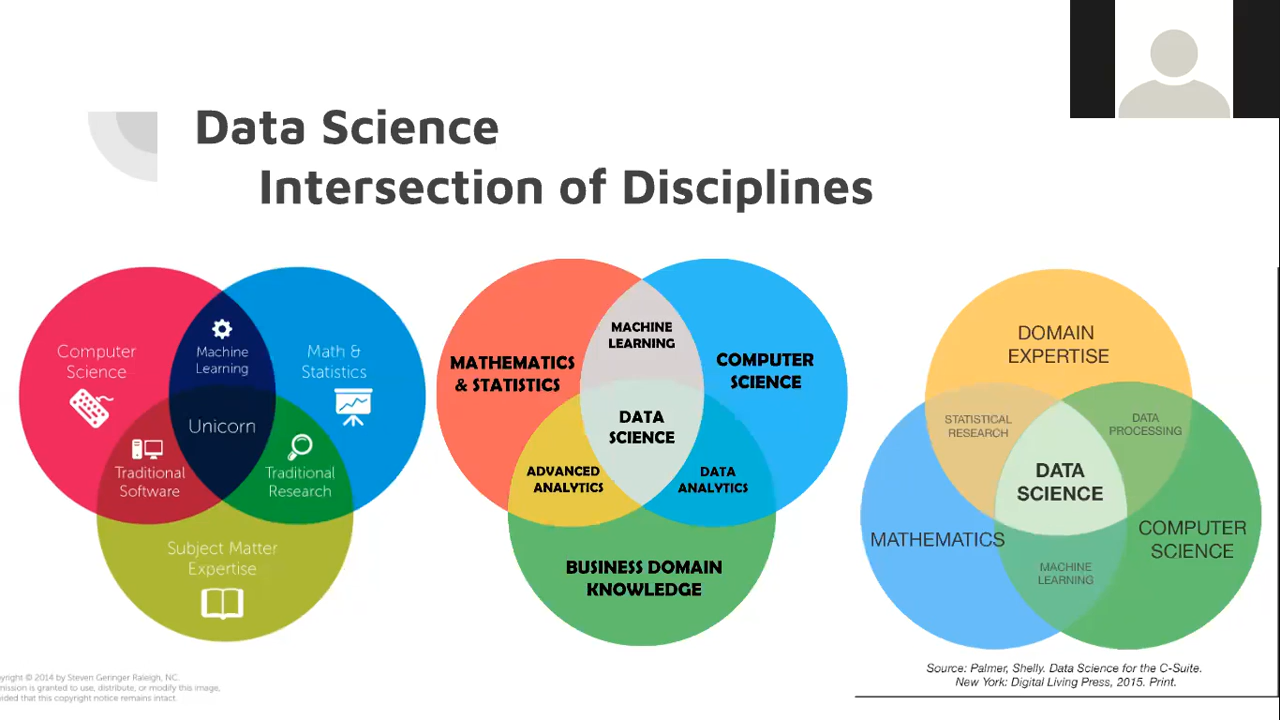 Data Science
Intersection of Disciplines
Computer
Science
Machine
Learning
Math &
Statistics
Unicorn
Traditional
Software
Traditional
Research
Subject Matter
Expertise
MATHEMATICS
& STATISTICS
MACHINE
LEARNING
COMPUTER
SCIENCE
DATA
SCIENCE
ADVANCED
ANALYTICS
DATA
ANALYTICS
BUSINESS DOMAIN
KNOWLEDGE
DOMAIN
EXPERTISE
STATISTICAL
RESEARCH
DATA
PROCESSING
DATA
SCIENCE
MATHEMATICS
COMPUTER
SCIENCE
MACHINE
LEARNING
yright © 2014 by Steven Geringer Raleigh, NC.
mission is granted to use, distribute, or modify this image,
vided that this copyright notice remains intact.
Source: Palmer, Shelly. Data Science for the C-Suite.
New York: Digital Living Press, 2015. Print.